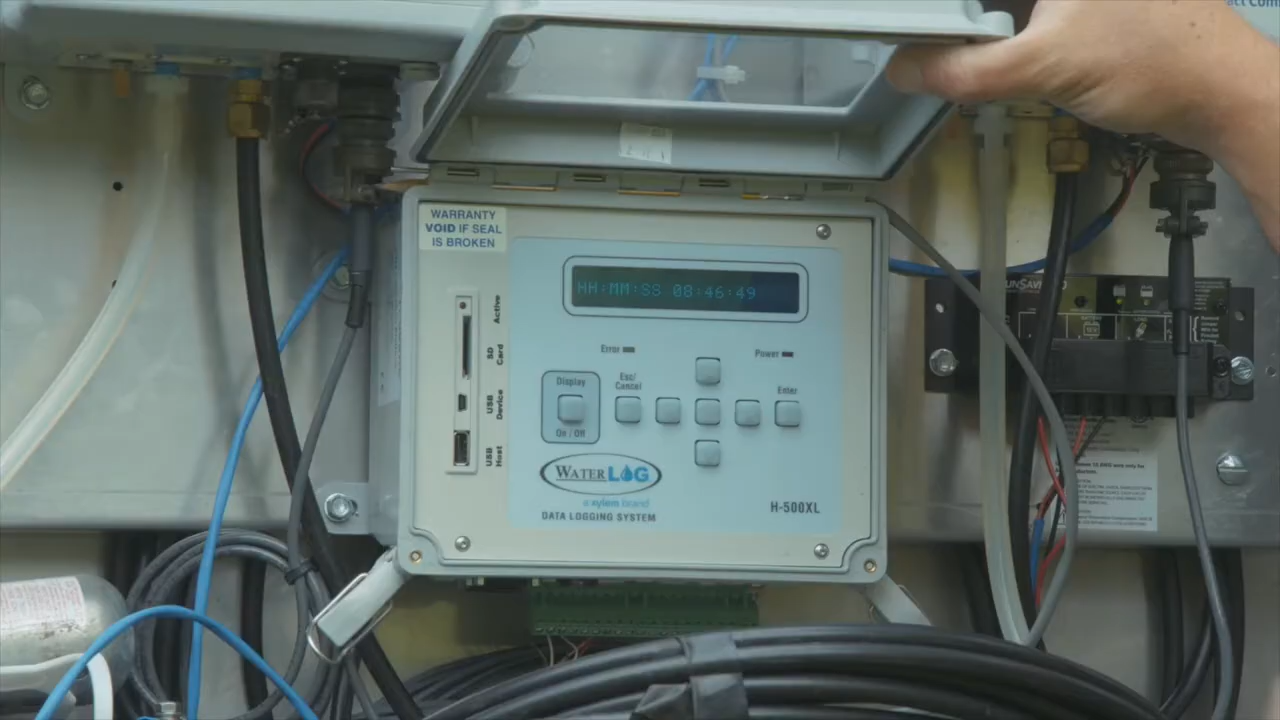 WARRANTY
VOID IF SEAL
IS BROKEN
HH:MM:SS 08:46:49
Active
SD
Card
USB
Device
USB
Host
Error
Power
Display
On / Off
Esc/
Cancel
Enter
WATERLOG
a xylem brand
DATA LOGGING SYSTEM
H-500XL